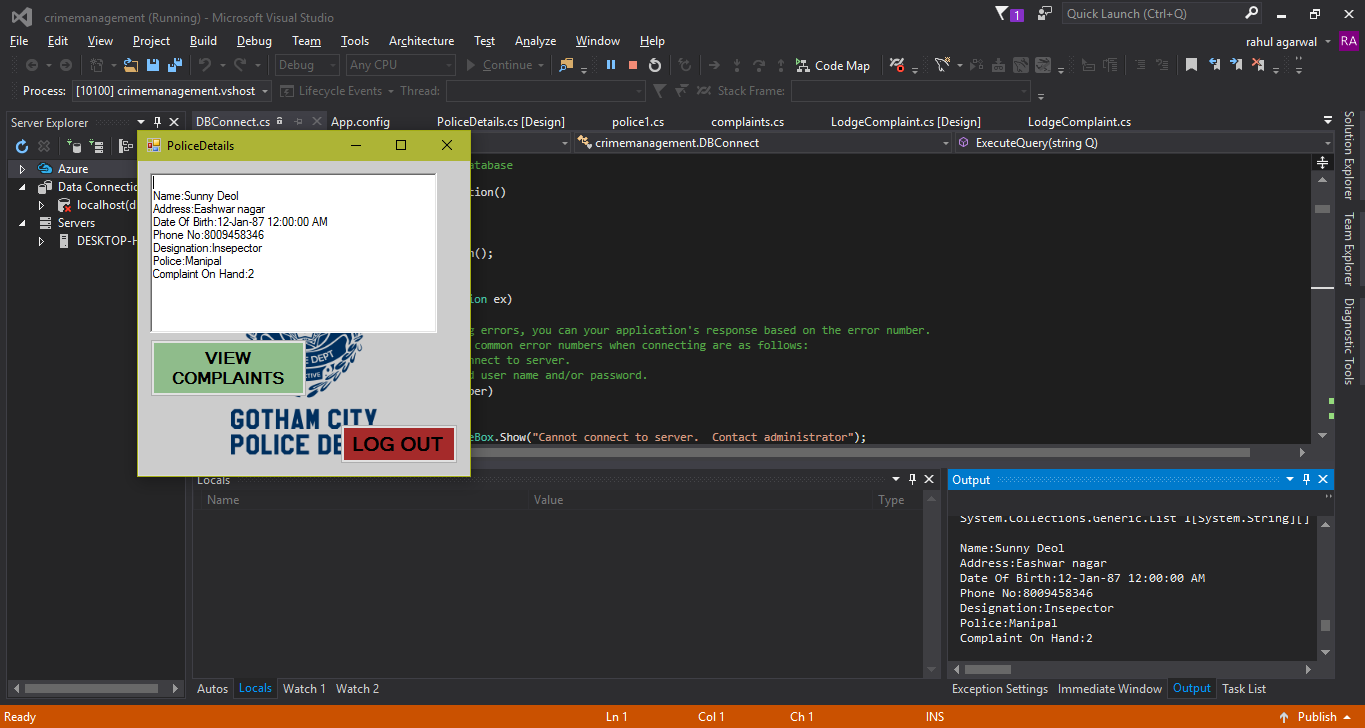 crimemanagement (Running) - Microsoft Visual Studio
1
Quick Launch (Ctrl+Q)
File Edit View Project Build Debug Team Tools Architecture Test Analyze Window Help
rahul agarwal RA
Debug Any CPU Continue Code Map
Process: [10100] crimemanagement.vshost Lifecycle Events Thread: Stack Frame:
Server Explorer
DBConnect.cs App.config PoliceDetails.cs [Design] police1.cs complaints.cs LodgeComplaint.cs [Design] LodgeComplaint.cs
crimemanagement.DBConnect ExecuteQuery(string Q)
Azure
Data Connectio
localhost(d
Servers
DESKTOP-H
PoliceDetails
Name:Sunny Deol
Address:Eashwar nagar
Date Of Birth:12-Jan-87 12:00:00 AM
Phone No:8009458346
Designation:Insepector
Police:Manipal
Complaint On Hand:2
VIEW
COMPLAINTS
E DEPT
GOTHAM CITY
POLICE DE
LOG OUT
atabase
tion()
n();
ion ex)
g errors, you can your application's response based on the error number.
common error numbers when connecting are as follows:
nnect to server.
d user name and/or password.
ber)
eBox.Show("Cannot connect to server.  Contact administrator");
Solution Explorer
Team Explorer
Diagnostic Tools
Locals
Name Value Type
Autos Locals Watch 1 Watch 2
Output
System.Collections.Generic.List`1[System.String][]
Name:Sunny Deol
Address:Eashwar nagar
Date Of Birth:12-Jan-87 12:00:00 AM
Phone No:8009458346
Designation:Insepector
Police:Manipal
Complaint On Hand:2
Exception Settings Immediate Window Output Task List
Ready Ln 1 Col 1 Ch 1 INS Publish